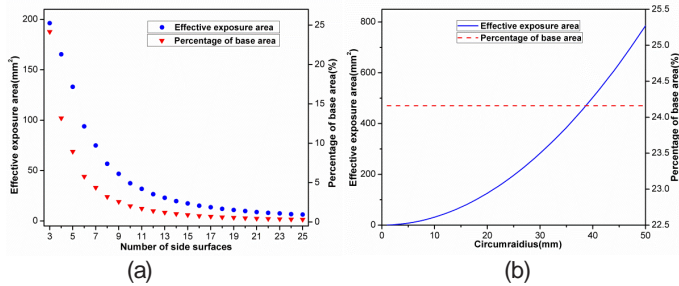 Effective exposure area
Percentage of base area
Effective exposure area(mm²)
200
150
100
50
0
3 5 7 9 11 13 15 17 19 21 23 25
Number of side surfaces
25
20
15
10
5
0
Percentage of base area(%)
(a)
Effective exposure area
Percentage of base area
Effective exposure area(mm²)
800
600
400
200
0
0 10 20 30 40 50
Circumraidius(mm)
25.5
25.0
24.5
24.0
23.5
23.0
22.5
Percentage of base area(%)
(b)